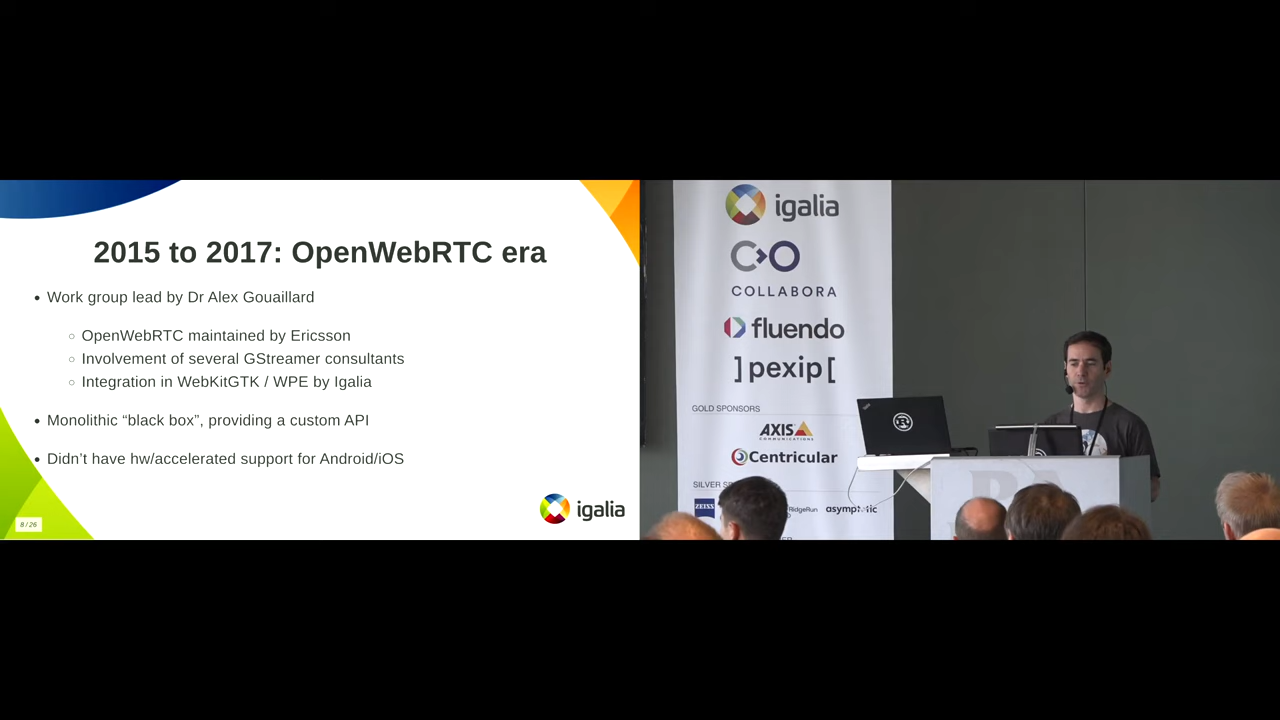 2015 to 2017: OpenWebRTC era
Work group lead by Dr Alex Gouaillard
OpenWebRTC maintained by Ericsson
Involvement of several GStreamer consultants
Integration in WebKitGTK / WPE by Igalia
Monolithic “black box”, providing a custom API
Didn’t have hw/accelerated support for Android/iOS
8 / 26
igalia
igalia
COLLABORA
fluendo
]pexip[
GOLD SPONSORS
AXIS
COMMUNICATIONS
Centricular
SILVER
ZEISS
RidgeRun
asymptotic